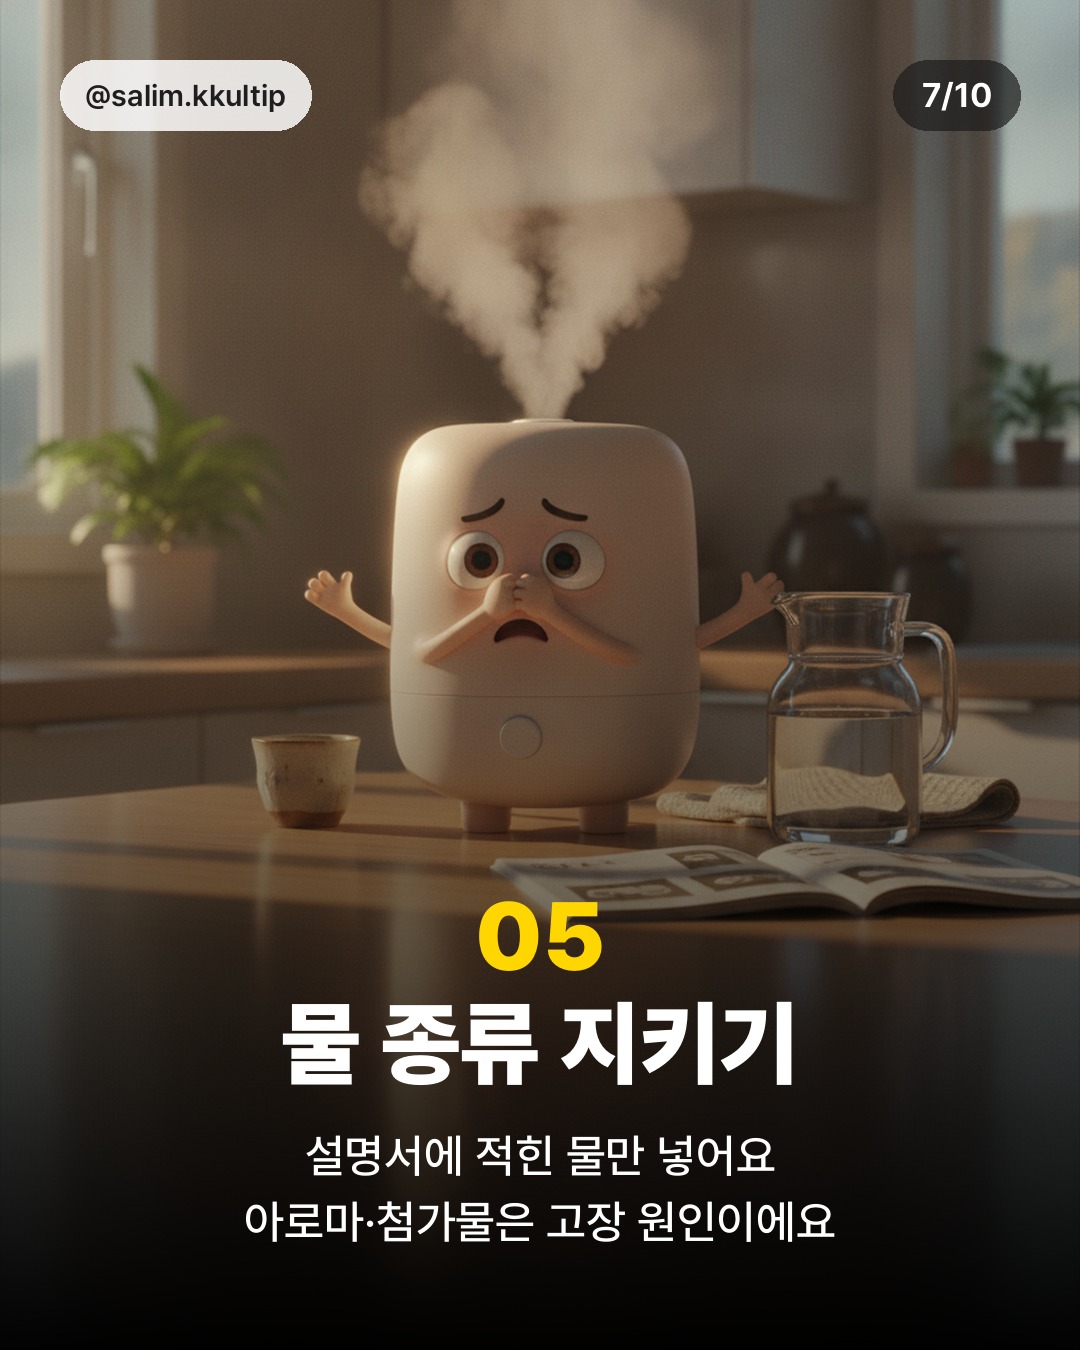 @salim.kkultip
7/10
05
물 종류 지키기
설명서에 적힌 물만 넣어요
아로마·첨가물은 고장 원인이에요